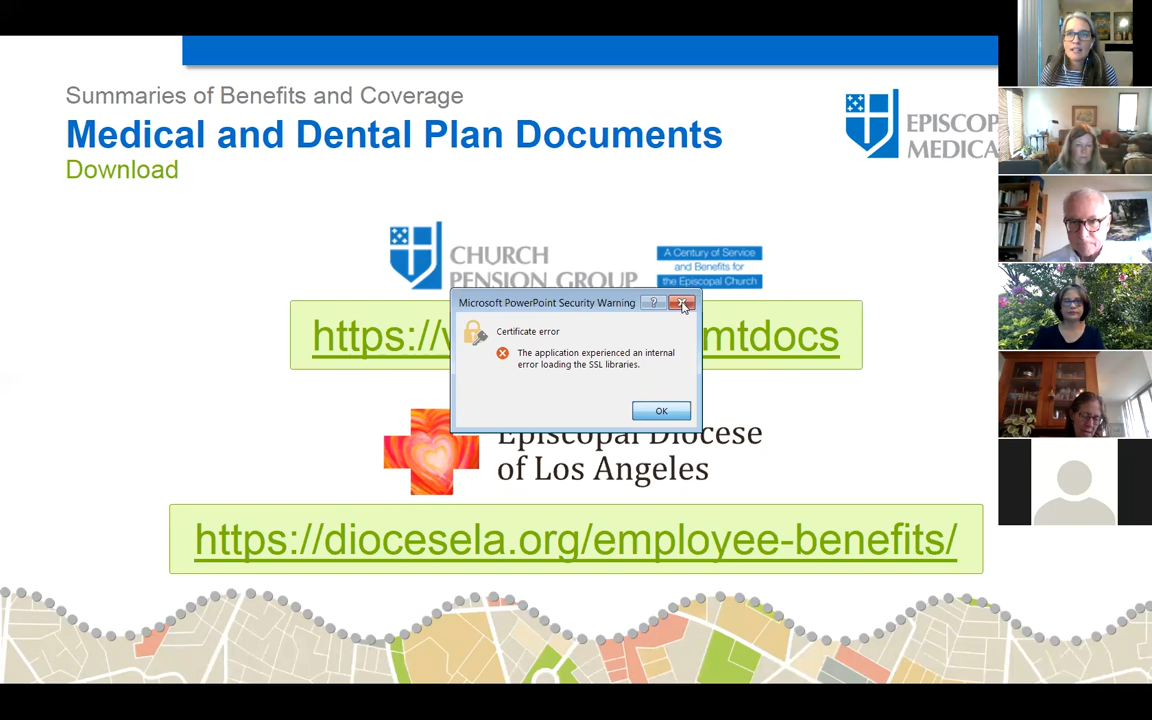 Summaries of Benefits and Coverage
Medical and Dental Plan Documents
Download
EPISCOP
MEDICA
CHURCH
PENSION GROUP
A Century of Service
and Benefits for
the Episcopal Church
Microsoft PowerPoint Security Warning
Certificate error
The application experienced an internal
error loading the SSL libraries.
OK
https://w
mtdocs
Episcopal Diocese
of Los Angeles
https://diocesela.org/employee-benefits/